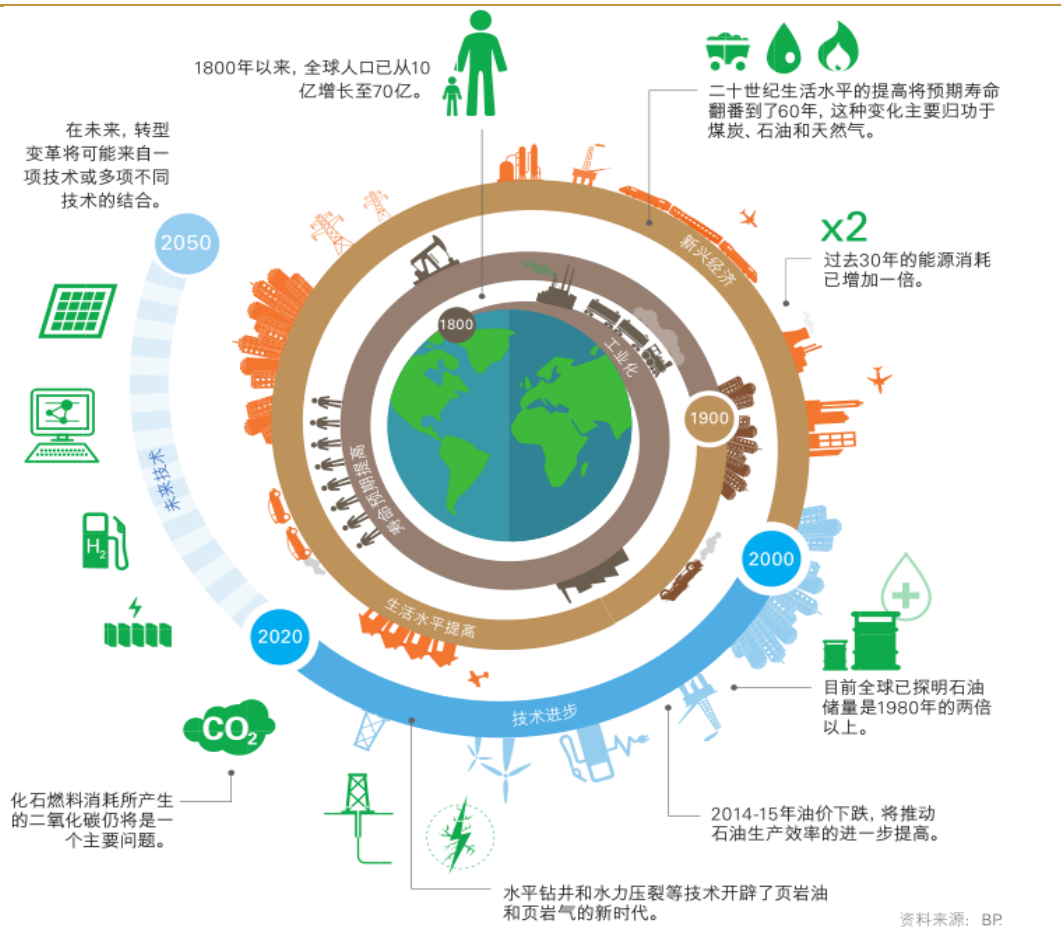 1800年以来，全球人口已从10
亿增长至70亿。
二十世纪生活水平的提高将预期寿命
翻番到了60年，这种变化主要归功于
煤炭、石油和天然气。
在未来，转型
变革将可能来自一
项技术或多项不同
技术的结合。
2050
新兴经济
x2
过去30年的能源消耗
已增加一倍。
1800
工业化
1900
寿命预期提高
未来技术
H2
2000
生活水平提高
2020
目前全球已探明石油
储量是1980年的两倍
以上。
技术进步
CO2
化石燃料消耗所产生
的二氧化碳仍将是一
个主要问题。
2014-15年油价下跌，将推动
石油生产效率的进一步提高。
水平钻井和水力压裂等技术开辟了页岩油
和页岩气的新时代。
资料来源：BP.